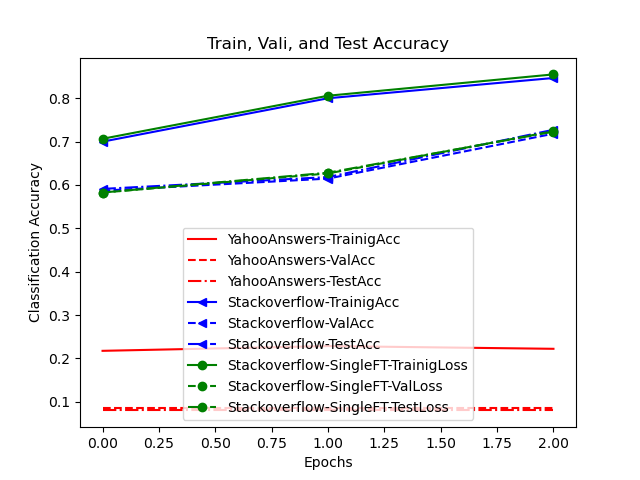 Train, Vali, and Test Accuracy
0.8
0.7
0.6
0.5
0.4
0.3
0.2
0.1
Classification Accuracy
YahooAnswers-TrainigAcc
YahooAnswers-ValAcc
YahooAnswers-TestAcc
Stackoverflow-TrainigAcc
Stackoverflow-ValAcc
Stackoverflow-TestAcc
Stackoverflow-SingleFT-TrainigLoss
Stackoverflow-SingleFT-ValLoss
Stackoverflow-SingleFT-TestLoss
0.00 0.25 0.50 0.75 1.00 1.25 1.50 1.75 2.00
Epochs